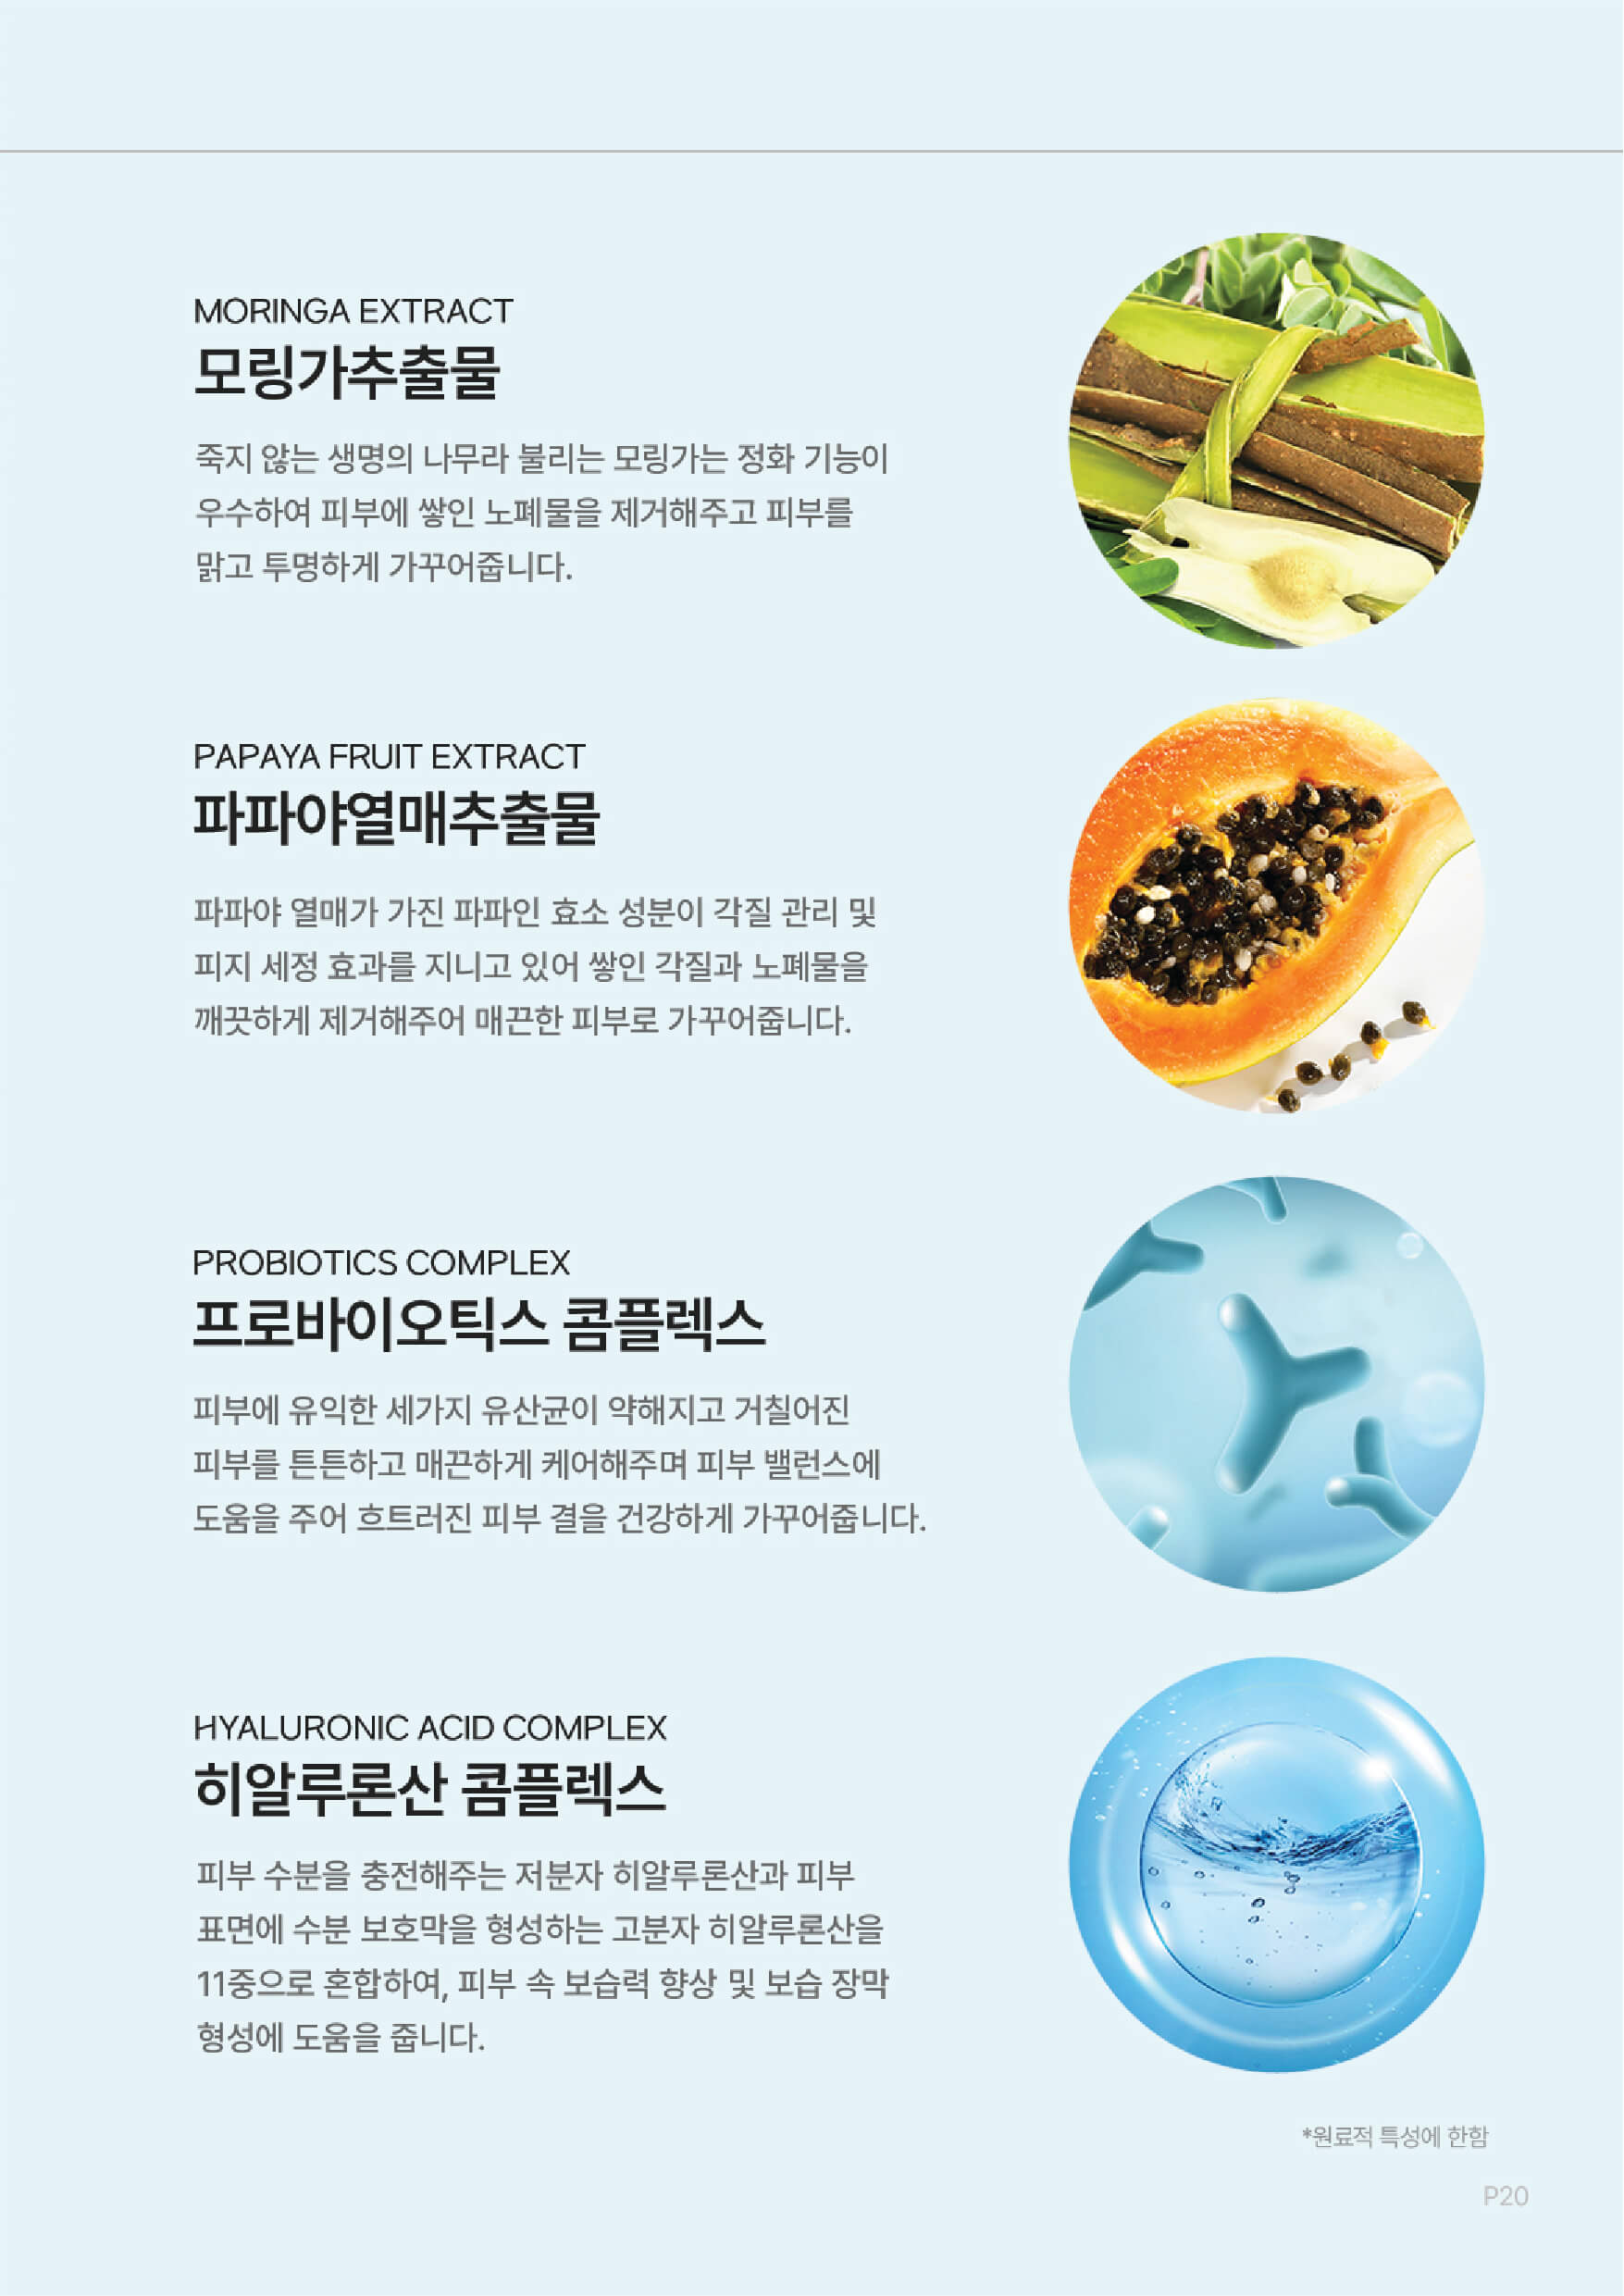 MORINGA EXTRACT
모링가추출물
죽지 않는 생명의 나무라 불리는 모링가는 정화 기능이
우수하여 피부에 쌓인 노폐물을 제거해주고 피부를
맑고 투명하게 가꾸어줍니다.
PAPAYA FRUIT EXTRACT
파파야열매추출물
파파야 열매가 가진 파파인 효소 성분이 각질 관리 및
피지 세정 효과를 지니고 있어 쌓인 각질과 노폐물을
깨끗하게 제거해주어 매끈한 피부로 가꾸어줍니다.
PROBIOTICS COMPLEX
프로바이오틱스 콤플렉스
피부에 유익한 세가지 유산균이 약해지고 거칠어진
피부를 튼튼하고 매끈하게 케어해주며 피부 밸런스에
도움을 주어 흐트러진 피부 결을 건강하게 가꾸어줍니다.
HYALURONIC ACID COMPLEX
히알루론산 콤플렉스
피부 수분을 충전해주는 저분자 히알루론산과 피부
표면에 수분 보호막을 형성하는 고분자 히알루론산을
11중으로 혼합하여, 피부 속 보습력 향상 및 보습 장막
형성에 도움을 줍니다.
*원료적 특성에 한함
P20